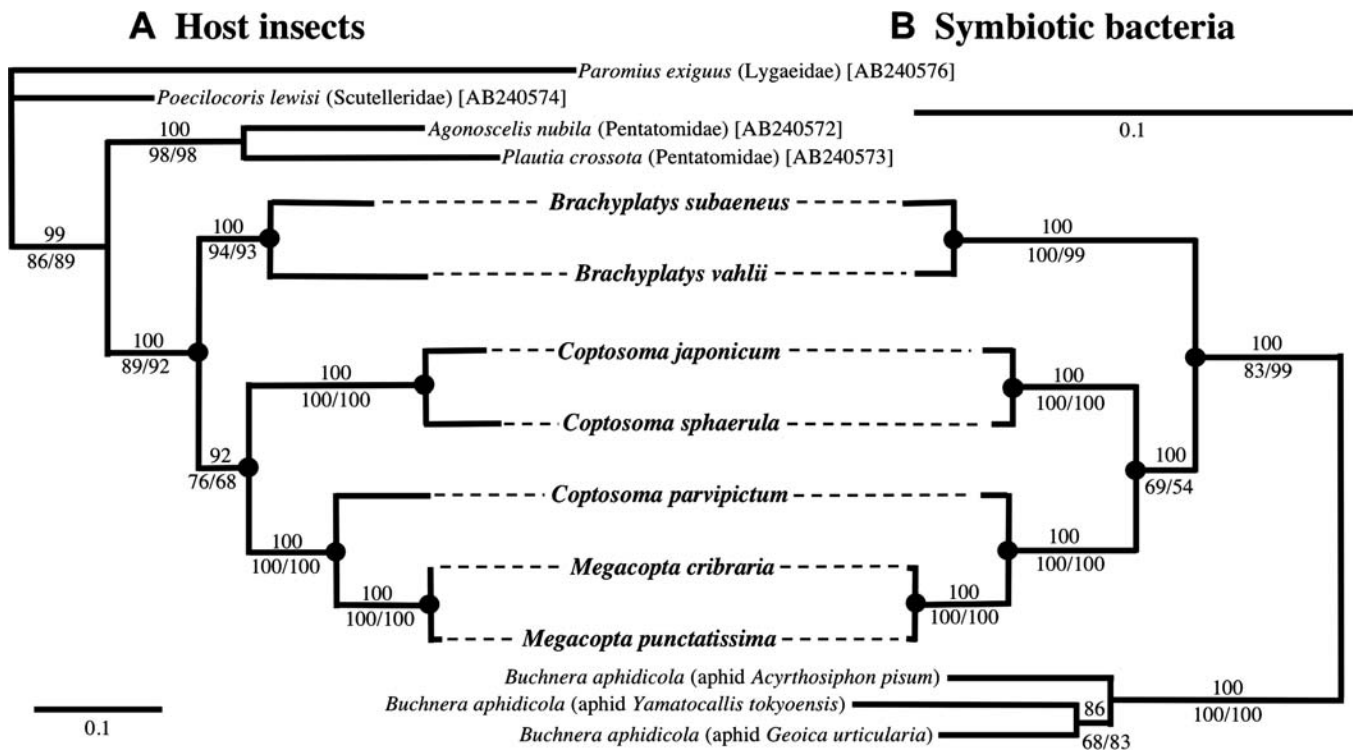 A Host insects
B Symbiotic bacteria
Paromius exiguus (Lygaeidae) [AB240576]
Poecilocoris lewisi (Scutelleridae) [AB240574]
0.1
100
98/98
Agonoscelis nubila (Pentatomidae) [AB240572]
Plautia crossota (Pentatomidae) [AB240573]
99
86/89
100
94/93
Brachyplatys subaeneus
100
100/99
Brachyplatys vahlii
100
89/92
100
83/99
Coptosoma japonicum
100
100/100
100
100/100
Coptosoma sphaerula
92
76/68
100
69/54
Coptosoma parvipictum
100
100/100
100
100/100
Megacopta cribraria
100
100/100
100
100/100
Megacopta punctatissima
Buchnera aphidicola (aphid Acyrthosiphon pisum)
100
100/100
Buchnera aphidicola (aphid Yamatocallis tokyoensis)
86
68/83
Buchnera aphidicola (aphid Geoica urticularia)
0.1